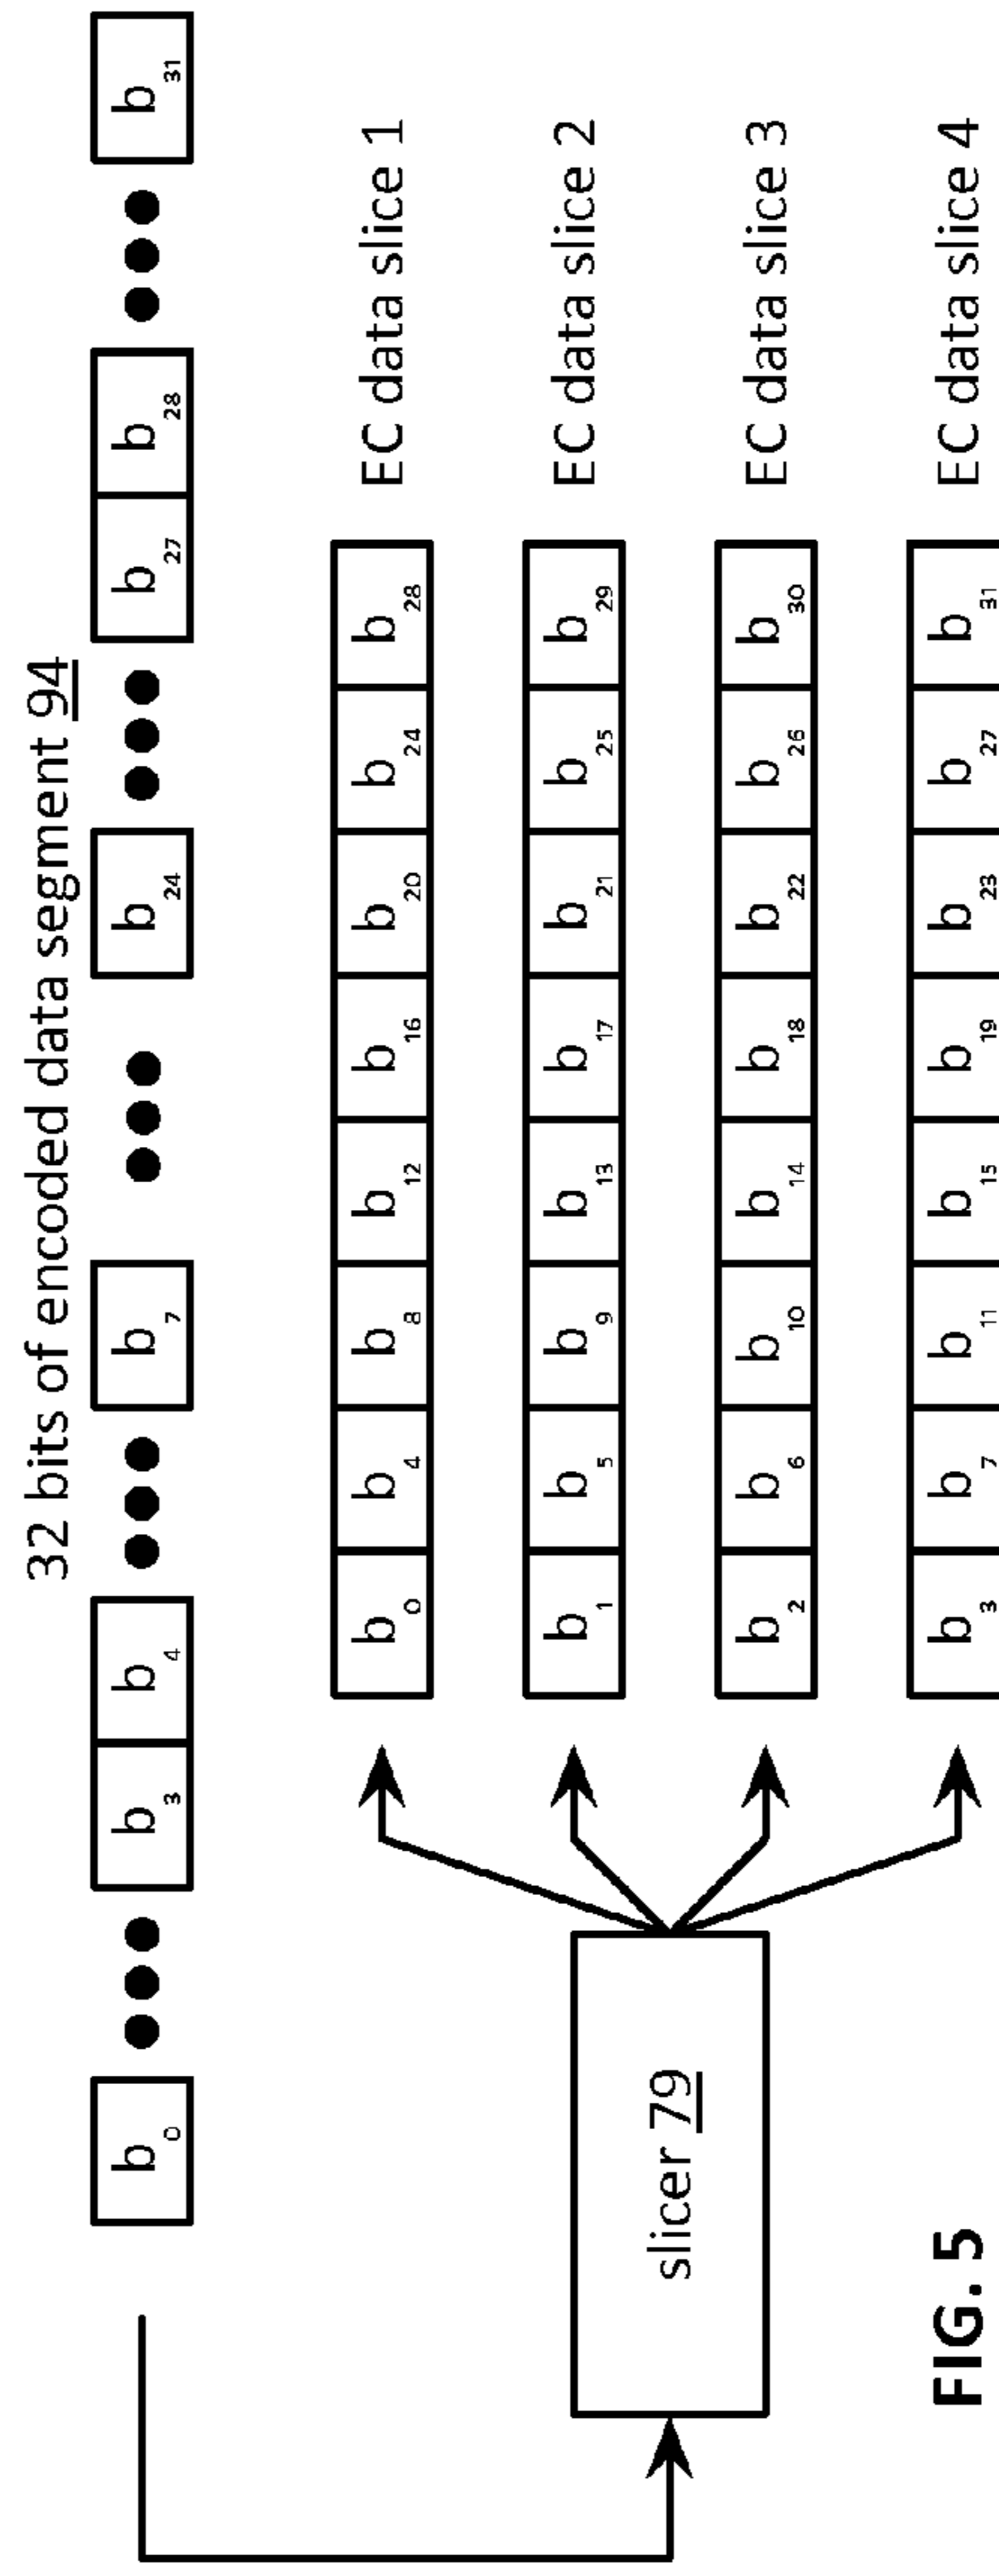 32 bits of encoded data segment 94
b0 ●●● b3 b4 ●●● b7 ●●● b24 ●●● b27 b28 ●●● b31
b0 b4 b8 b12 b16 b20 b24 b28 EC data slice 1
b1 b5 b9 b13 b17 b21 b25 b29 EC data slice 2
slicer 79
b2 b6 b10 b14 b18 b22 b26 b30 EC data slice 3
b3 b7 b11 b15 b19 b23 b27 b31 EC data slice 4
FIG. 5